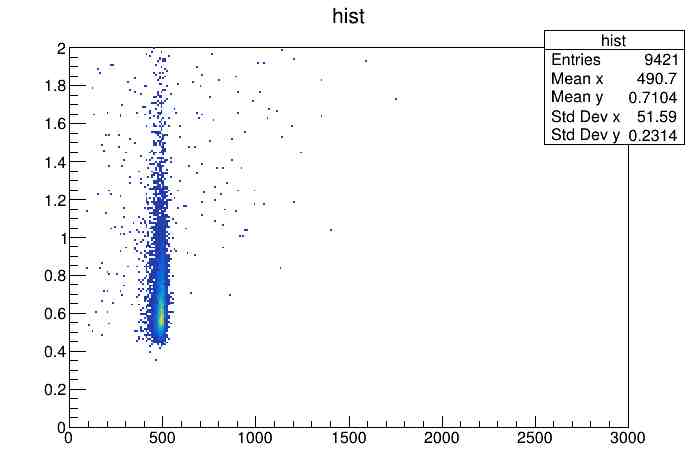 hist
hist
Entries 9421
Mean x 490.7
Mean y 0.7104
Std Dev x 51.59
Std Dev y 0.2314
2
1.8
1.6
1.4
1.2
1
0.8
0.6
0.4
0.2
0
0 500 1000 1500 2000 2500 3000